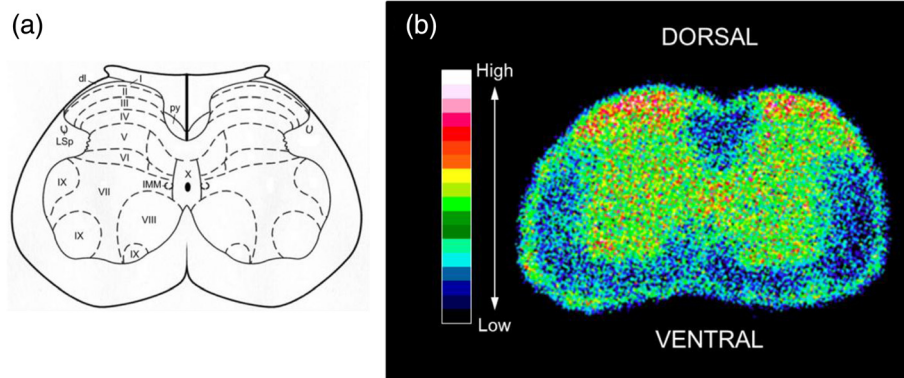 (a)
dl
I
II
III
IV
py
LSp
V
VI
X
IX
VII
IMM
VIII
IX
IX
(b)
DORSAL
High
Low
VENTRAL